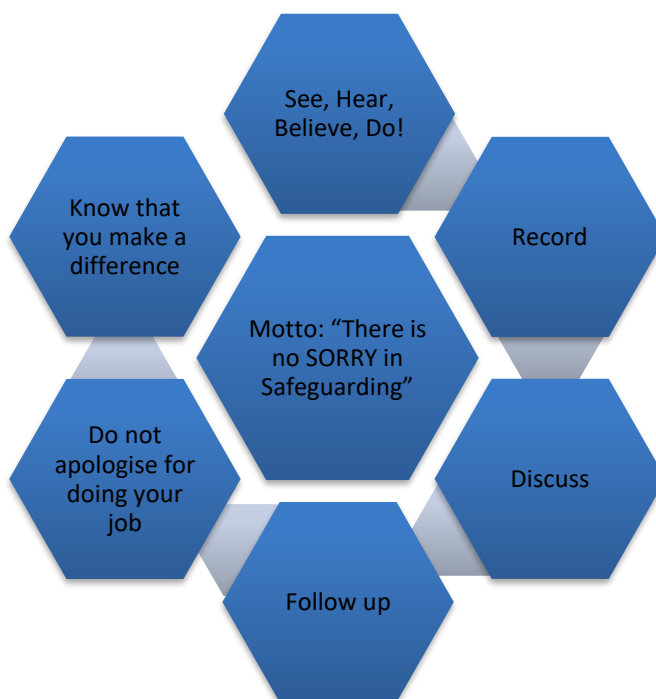 See, Hear,
Believe, Do!
Record
Discuss
Follow up
Do not
apologise for
doing your
job
Know that
you make a
difference
Motto: “There is
no SORRY in
Safeguarding”